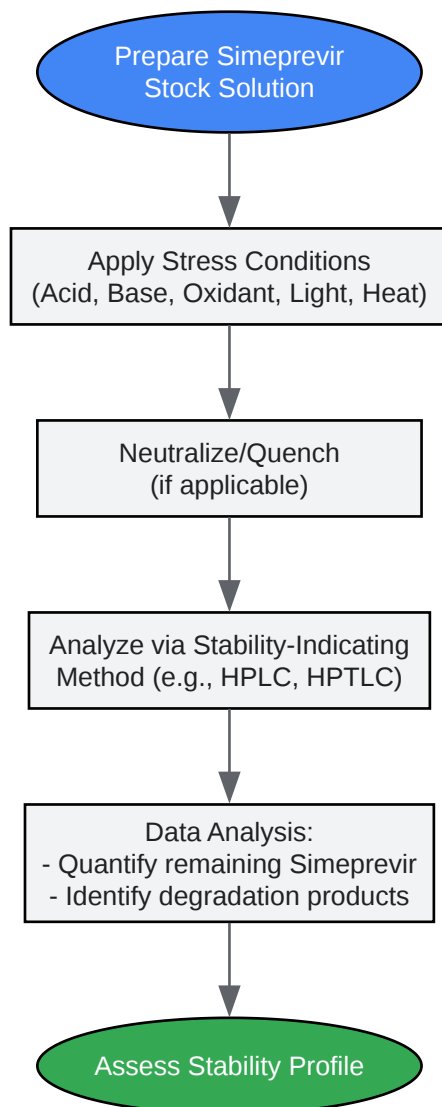 Prepare Simeprevir
Stock Solution
Apply Stress Conditions
(Acid, Base, Oxidant, Light, Heat)
Neutralize/Quench
(if applicable)
Analyze via Stability-Indicating
Method (e.g., HPLC, HPTLC)
Data Analysis:
- Quantify remaining Simeprevir
- Identify degradation products
Assess Stability Profile